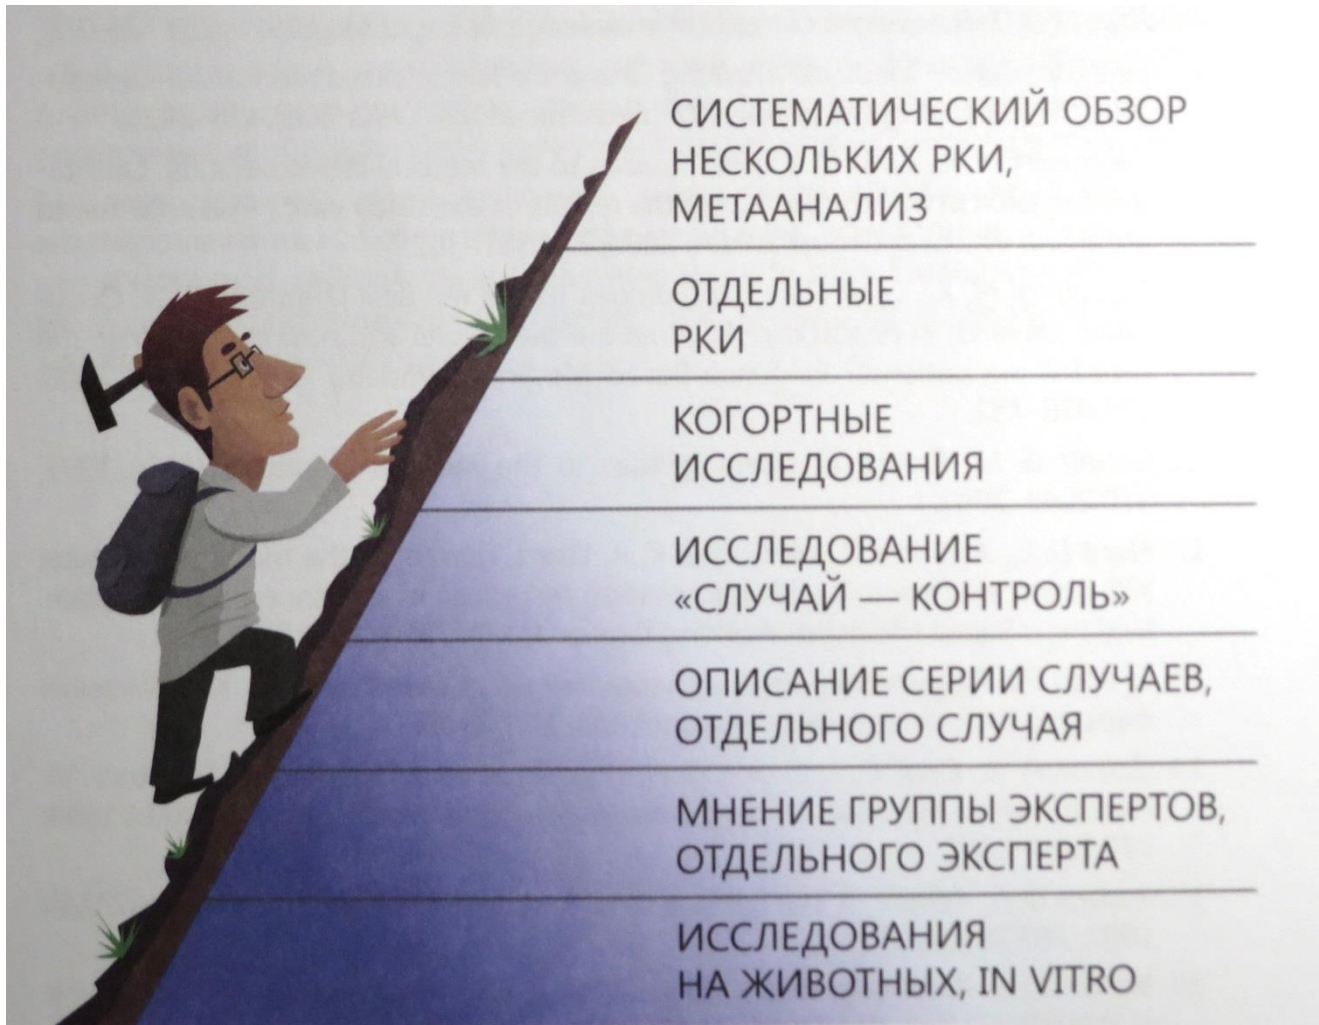 СИСТЕМАТИЧЕСКИЙ ОБЗОР
НЕСКОЛЬКИХ РКИ,
МЕТААНАЛИЗ
ОТДЕЛЬНЫЕ
РКИ
КОГОРТНЫЕ
ИССЛЕДОВАНИЯ
ИССЛЕДОВАНИЕ
«СЛУЧАЙ — КОНТРОЛЬ»
ОПИСАНИЕ СЕРИИ СЛУЧАЕВ,
ОТДЕЛЬНОГО СЛУЧАЯ
МНЕНИЕ ГРУППЫ ЭКСПЕРТОВ,
ОТДЕЛЬНОГО ЭКСПЕРТА
ИССЛЕДОВАНИЯ
НА ЖИВОТНЫХ, IN VITRO